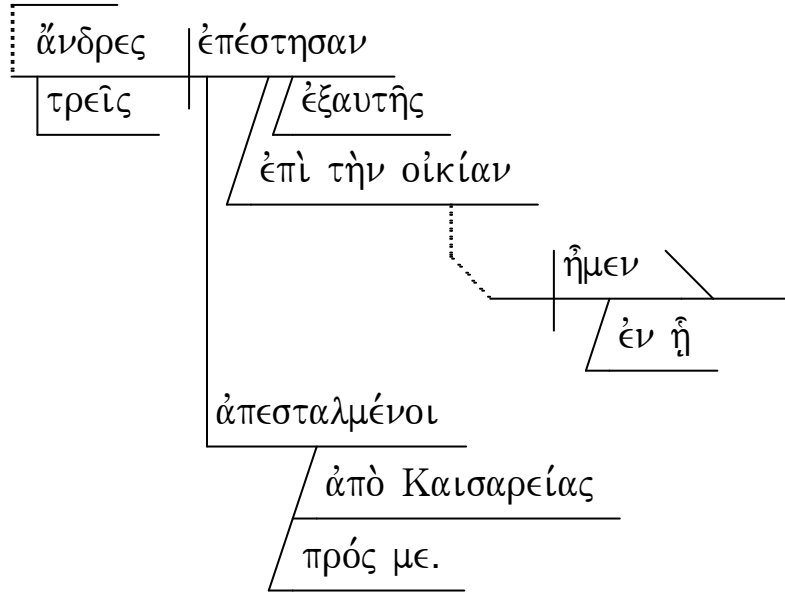 ἄνδρες ἐπέστησαν
τρεῖς ἐξαυτῆς
ἐπὶ τὴν οἰκίαν
ἦμεν
ἐν ᾗ
ἀπεσταλμένοι
ἀπὸ Καισαρείας
πρός με.